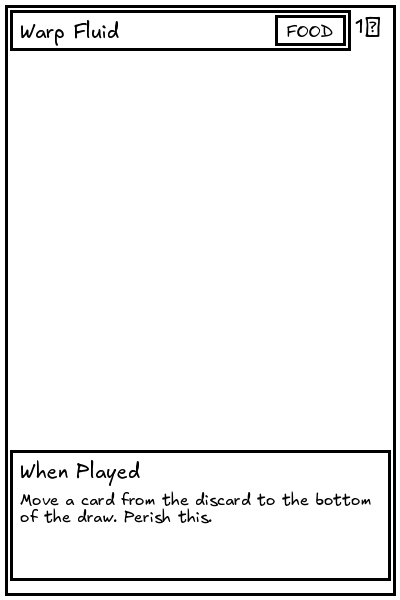 Warp Fluid
FOOD
1
When Played
Move a card from the discard to the bottom
of the draw. Perish this.